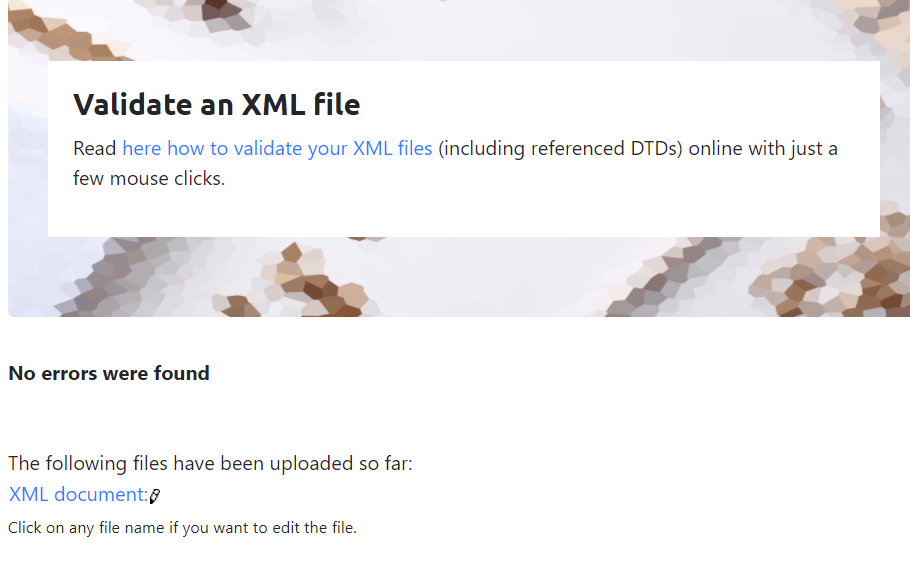 Validate an XML file
Read here how to validate your XML files (including referenced DTDs) online with just a
few mouse clicks.
No errors were found
The following files have been uploaded so far:
XML document:
Click on any file name if you want to edit the file.